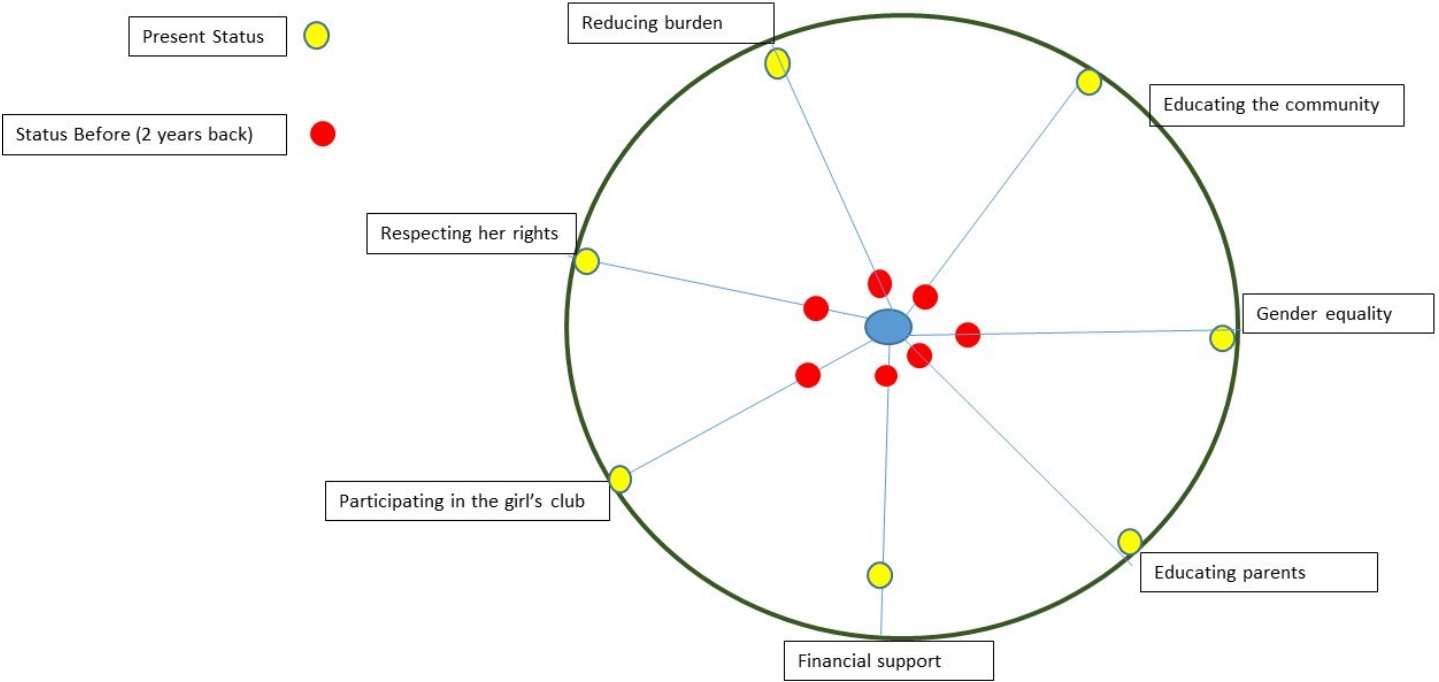 Reducing burden
Present Status
Educating the community
Status Before (2 years back)
Respecting her rights
Gender equality
Participating in the girl’s club
Educating parents
Financial support